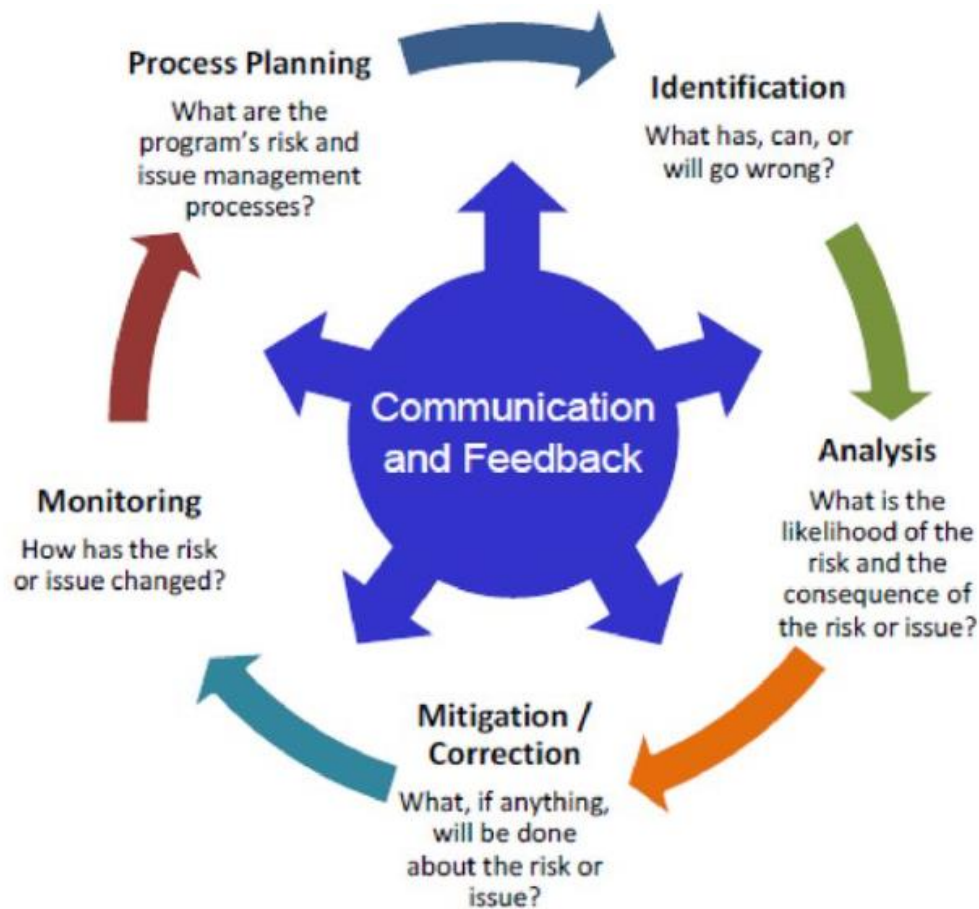 Process Planning
What are the
program's risk and
issue management
processes?
Identification
What has, can, or
will go wrong?
Communication
and Feedback
Analysis
What is the
likelihood of the
risk and the
consequence of
the risk or issue?
Mitigation /
Correction
What, if anything,
will be done
about the risk or
issue?
Monitoring
How has the risk
or issue changed?